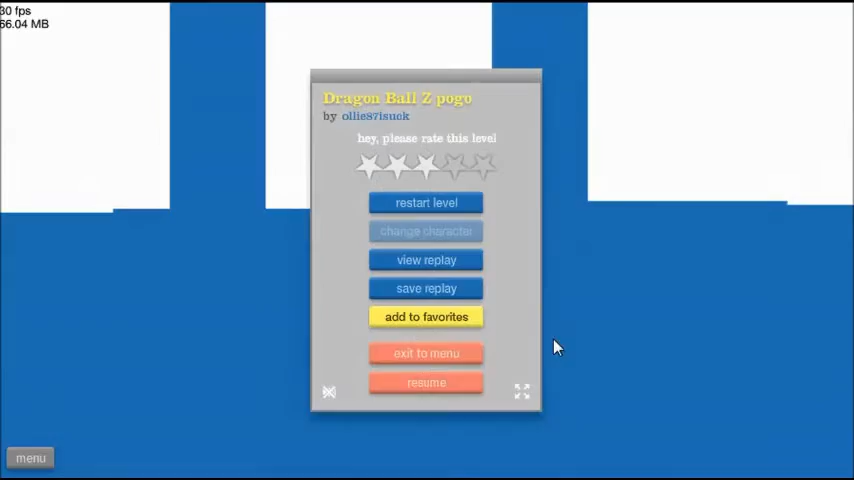 30 fps
66.04 MB
Dragon Ball Z pogo
by ollie87isuck
hey, please rate this level
restart level
change character
view replay
save replay
add to favorites
exit to menu
resume
menu